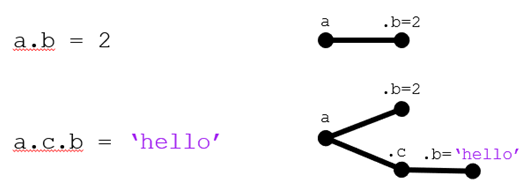 a .b=2
a.b = 2
.b=2
a
a.c.b = ‘hello’
.c .b=‘hello’